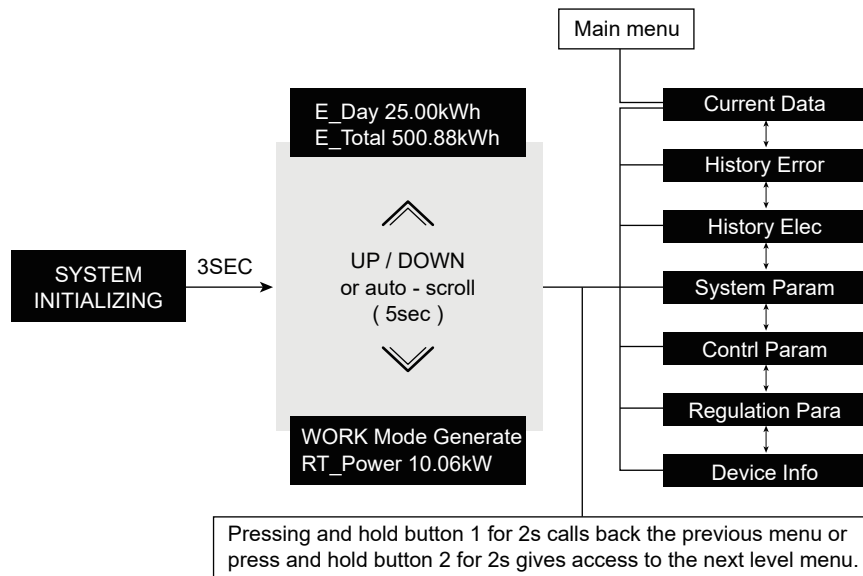 Main menu
E_Day 25.00kWh
E_Total 500.88kWh
Current Data
History Error
History Elec
SYSTEM
INITIALIZING
3SEC
UP / DOWN
or auto - scroll
( 5sec )
System Param
Contrl Param
Regulation Para
WORK Mode Generate
RT_Power 10.06kW
Device Info
Pressing and hold button 1 for 2s calls back the previous menu or
press and hold button 2 for 2s gives access to the next level menu.